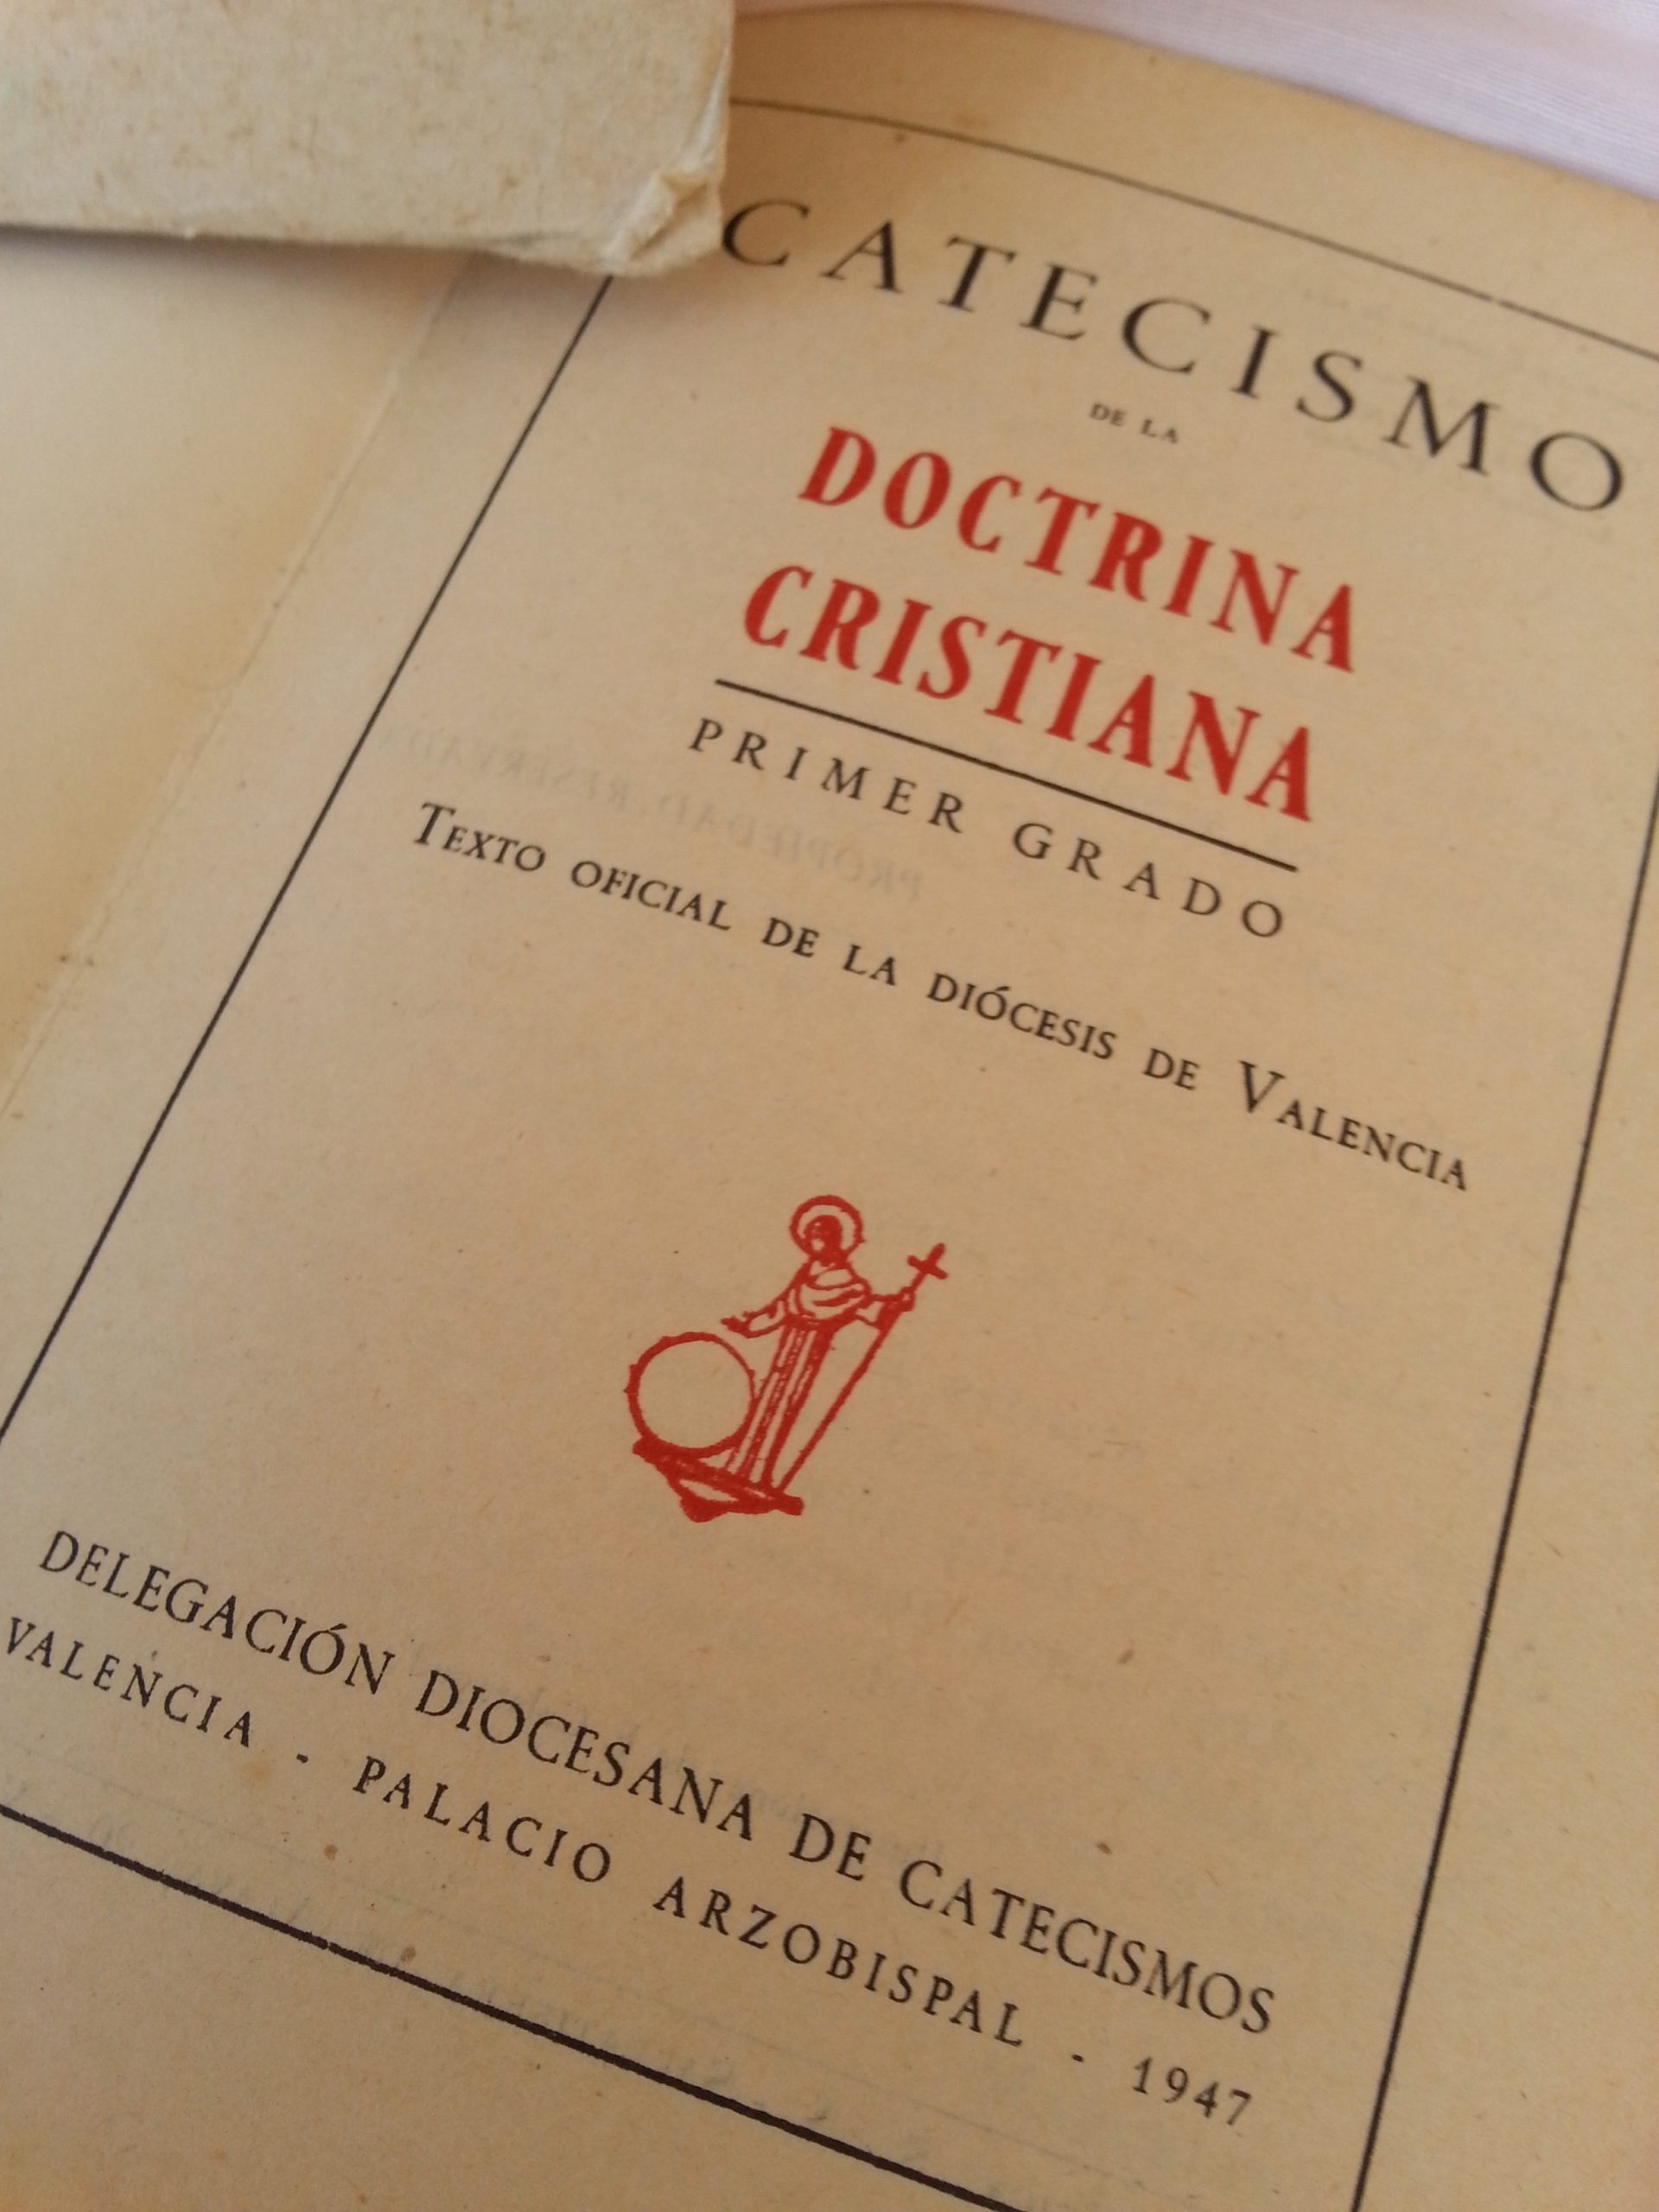 CATECISMO
DE LA
DOCTRINA
CRISTIANA
PRIMER GRADO
TEXTO OFICIAL DE LA DIÓCESIS DE VALENCIA
DELEGACIÓN DIOCESANA DE CATECISMOS
VALENCIA - PALACIO ARZOBISPAL - 1947